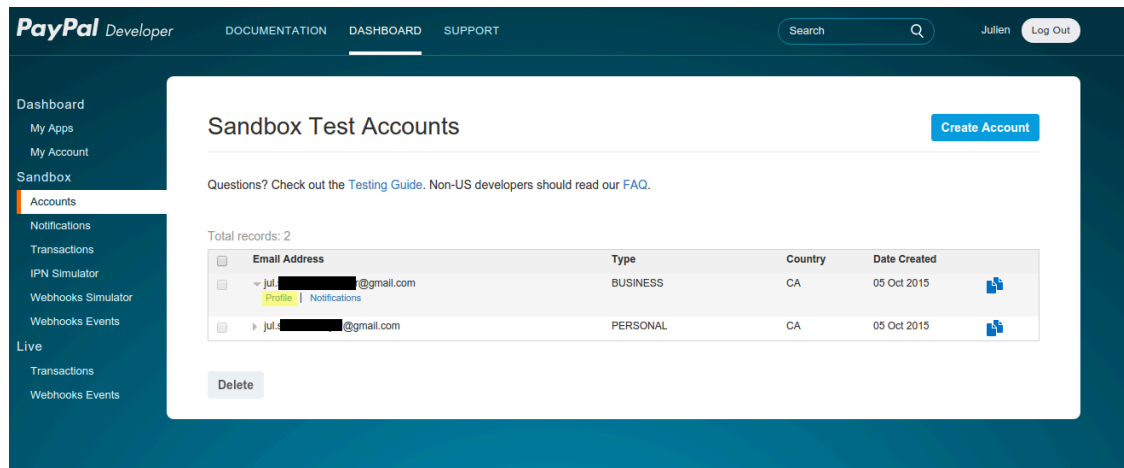 PayPal Developer DOCUMENTATION DASHBOARD SUPPORT Search Julien Log Out
Dashboard
My Apps
My Account
Sandbox
Accounts
Notifications
Transactions
IPN Simulator
Webhooks Simulator
Webhooks Events
Live
Transactions
Webhooks Events
Sandbox Test Accounts Create Account
Questions? Check out the Testing Guide. Non-US developers should read our FAQ.
Total records: 2
Email Address Type Country Date Created
jul. @gmail.com BUSINESS CA 05 Oct 2015
Profile | Notifications
jul. @gmail.com PERSONAL CA 05 Oct 2015
Delete